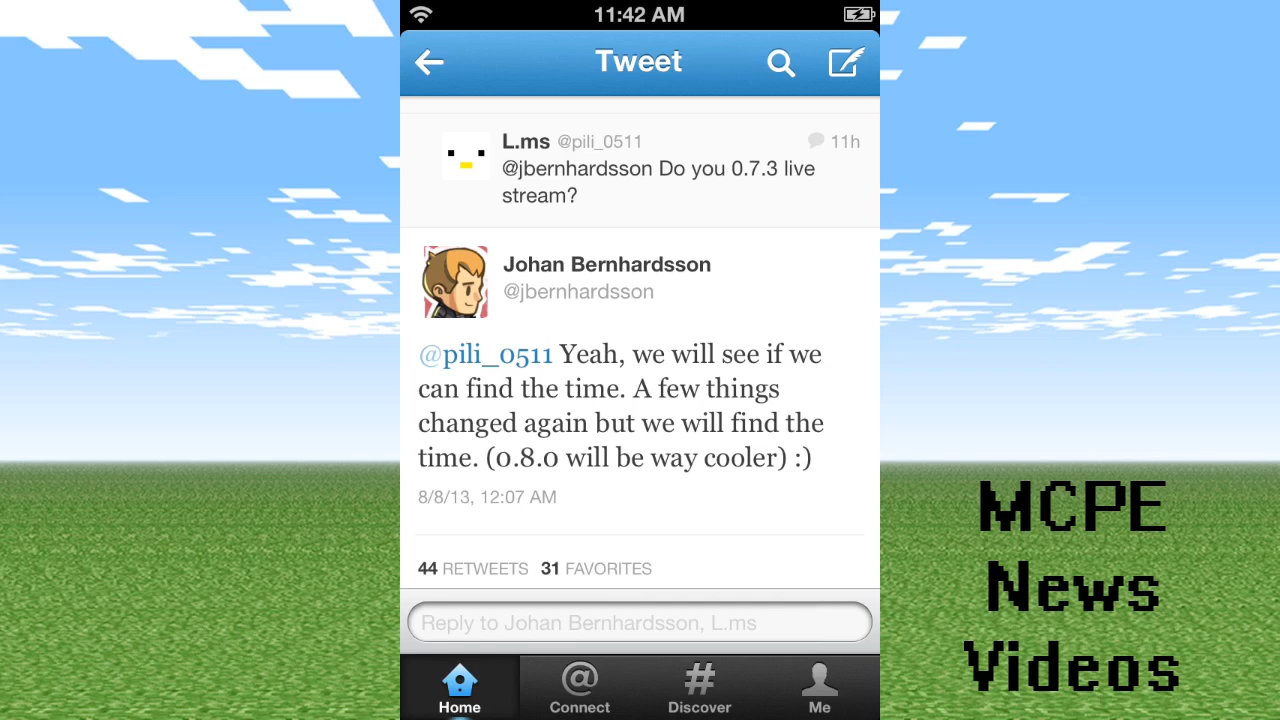 11:42 AM
Tweet
L.ms @pili_0511 11h
@jbernhardsson Do you 0.7.3 live
stream?
Johan Bernhardsson
@jbernhardsson
@pili_0511 Yeah, we will see if we
can find the time. A few things
changed again but we will find the
time. (0.8.0 will be way cooler) :)
8/8/13, 12:07 AM
44 RETWEETS 31 FAVORITES
Reply to Johan Bernhardsson, L.ms
Home Connect Discover Me
MCPE
News
Videos